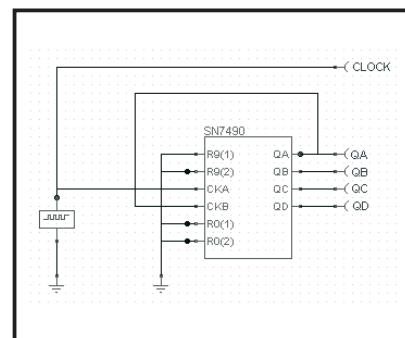 CLOCK
SN7490
R9(1) QA QA
R9(2) QB QB
CKA QC QC
CKB QD QD
R0(1)
R0(2)